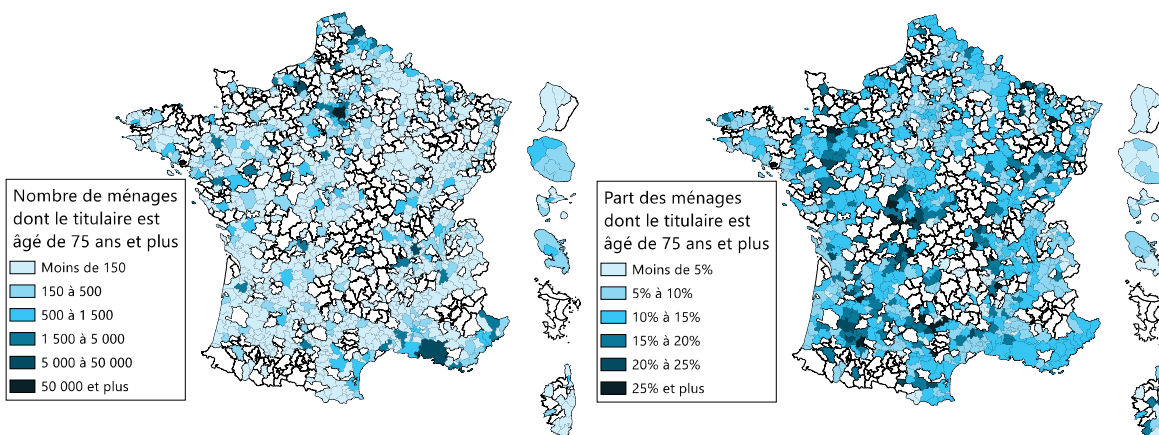 Nombre de ménages
dont le titulaire est
âgé de 75 ans et plus
Moins de 150
150 à 500
500 à 1 500
1 500 à 5 000
5 000 à 50 000
50 000 et plus
Part des ménages
dont le titulaire est
âgé de 75 ans et plus
Moins de 5%
5% à 10%
10% à 15%
15% à 20%
20% à 25%
25% et plus